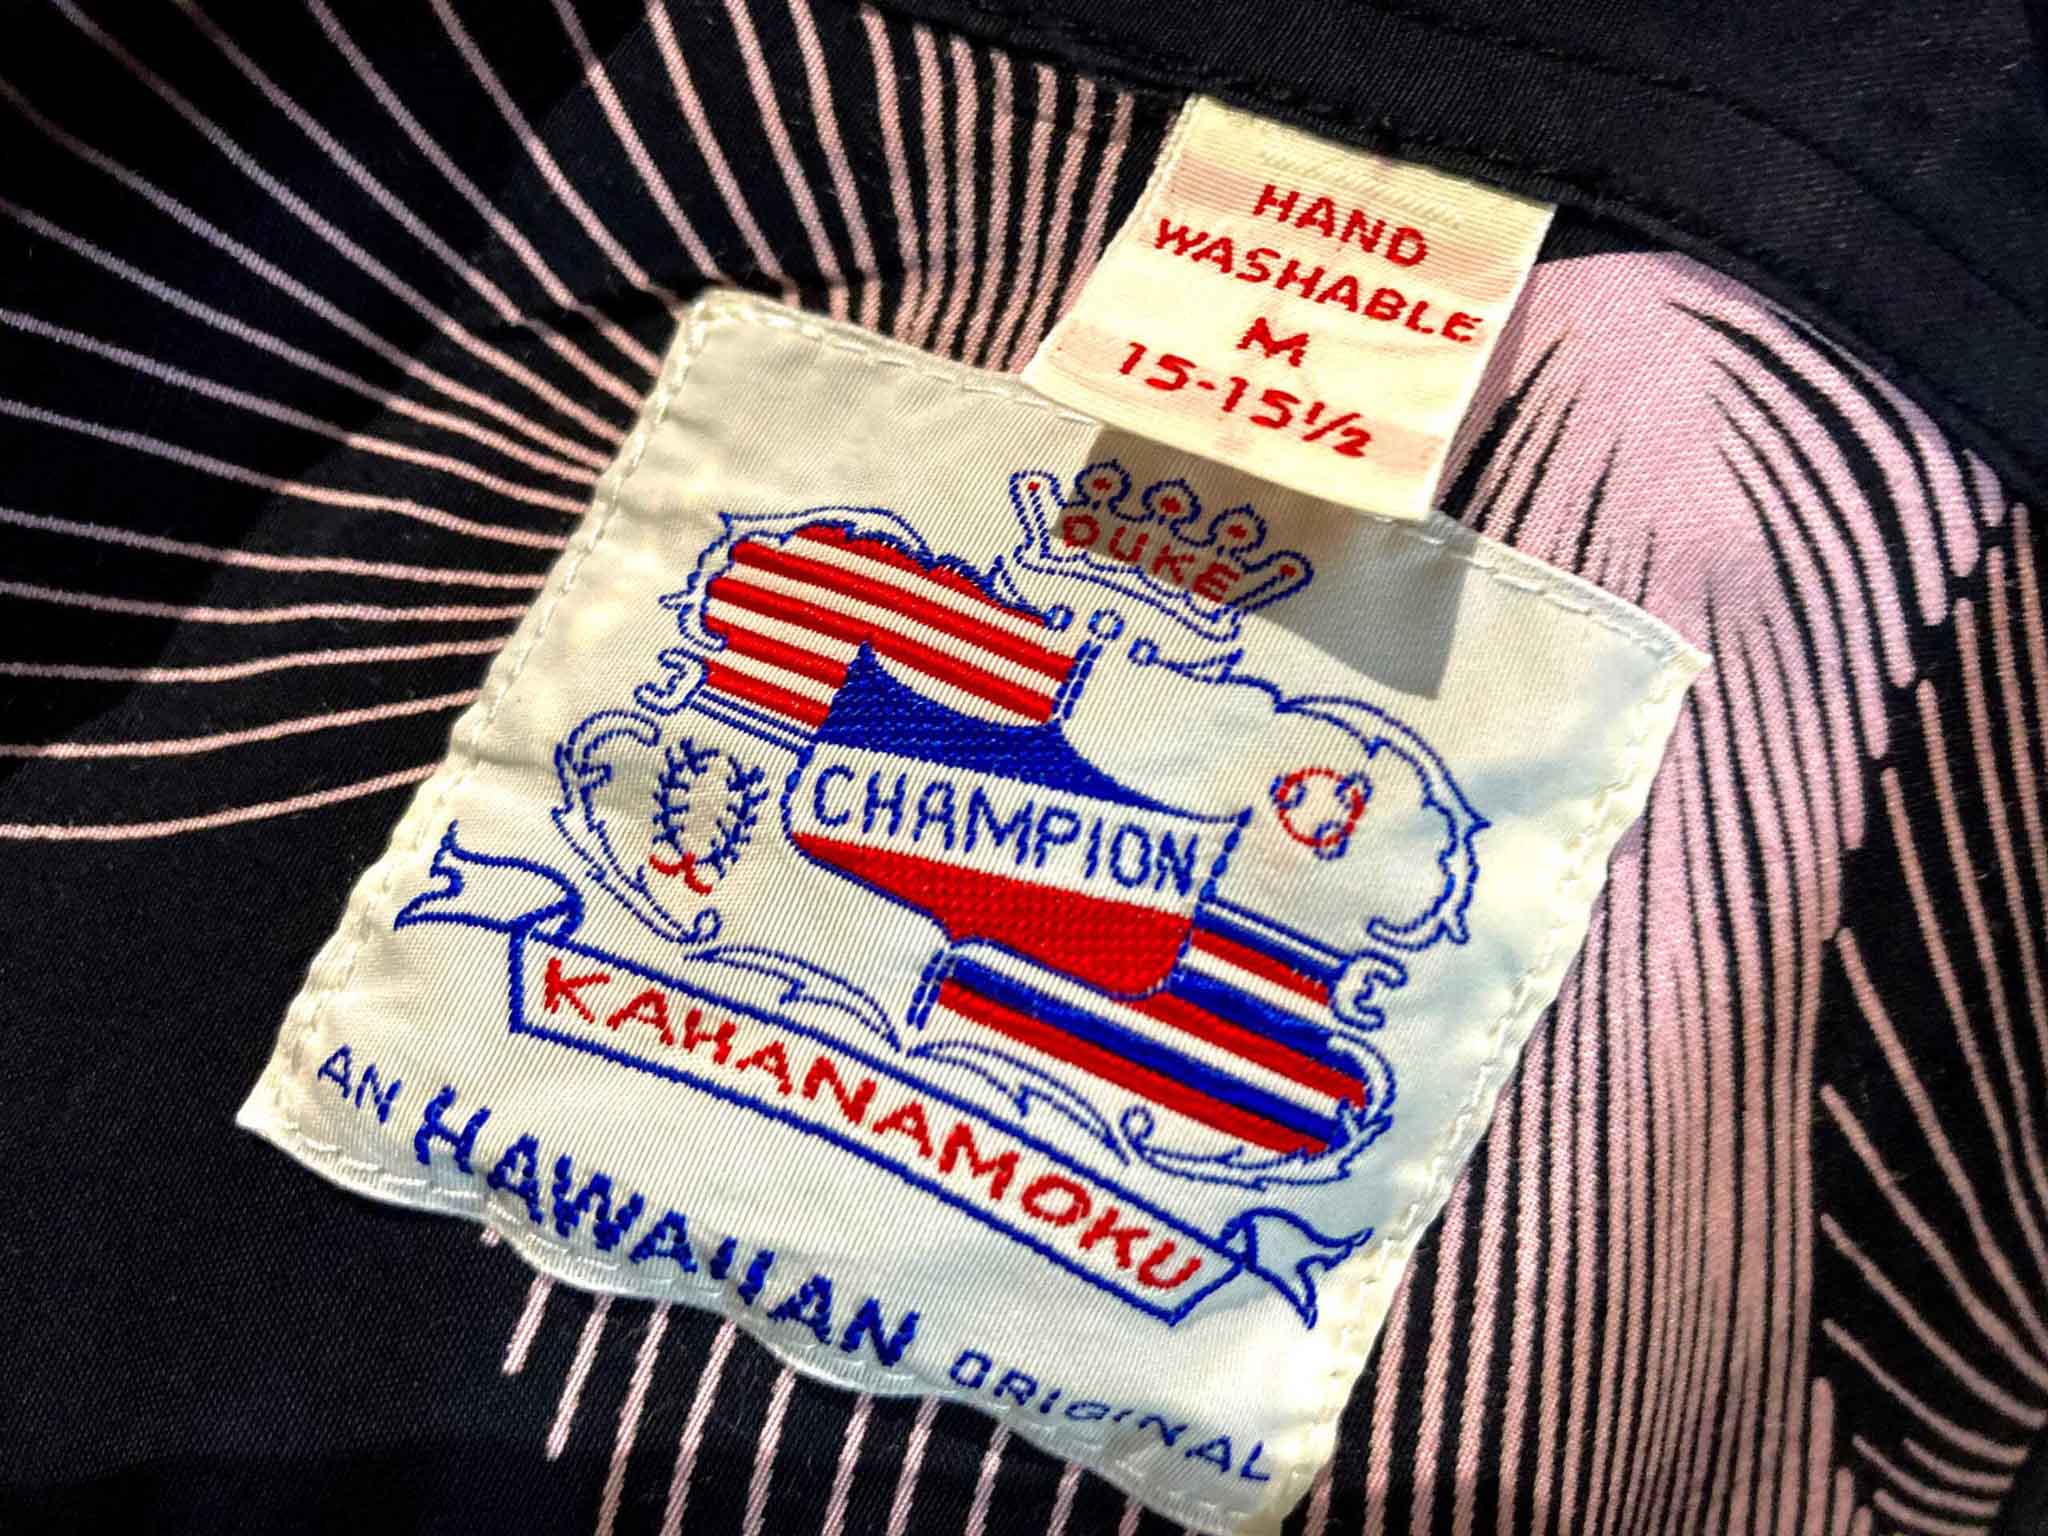 HAND
WASHABLE
M
15-15½
DUKE
CHAMPION
KAHANAMOKU
AN HAWAIIAN ORIGINAL